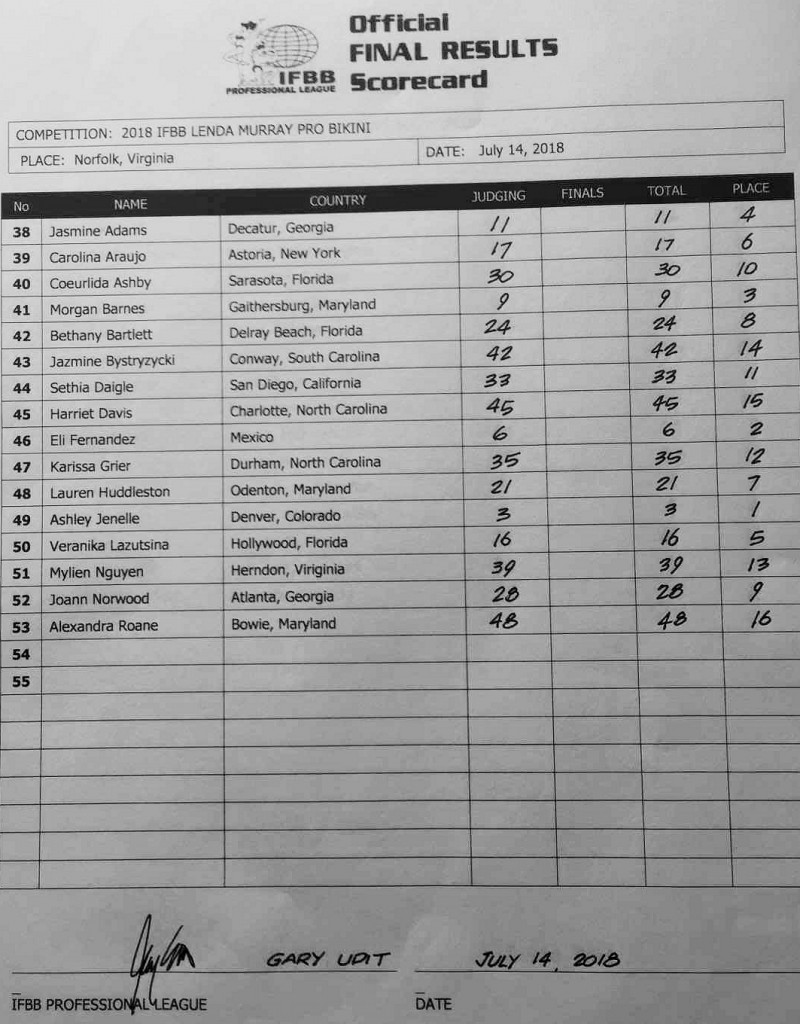 Official
FINAL RESULTS
Scorecard
IFBB
PROFESSIONAL LEAGUE
COMPETITION: 2018 IFBB LENDA MURRAY PRO BIKINI
PLACE: Norfolk, Virginia DATE: July 14, 2018
No NAME COUNTRY JUDGING FINALS TOTAL PLACE
38 Jasmine Adams Decatur, Georgia 11 11 4
39 Carolina Araujo Astoria, New York 17 17 6
40 Coeurlida Ashby Sarasota, Florida 30 30 10
41 Morgan Barnes Gaithersburg, Maryland 9 9 3
42 Bethany Bartlett Delray Beach, Florida 24 24 8
43 Jazmine Bystryzycki Conway, South Carolina 42 42 14
44 Sethia Daigle San Diego, California 33 33 11
45 Harriet Davis Charlotte, North Carolina 45 45 15
46 Eli Fernandez Mexico 6 6 2
47 Karissa Grier Durham, North Carolina 35 35 12
48 Lauren Huddleston Odenton, Maryland 21 21 7
49 Ashley Jenelle Denver, Colorado 3 3 1
50 Veranika Lazutsina Hollywood, Florida 16 16 5
51 Mylien Nguyen Herndon, Viriginia 39 39 13
52 Joann Norwood Atlanta, Georgia 28 28 9
53 Alexandra Roane Bowie, Maryland 48 48 16
54
55
GARY UDIT JULY 14, 2018
IFBB PROFESSIONAL LEAGUE DATE